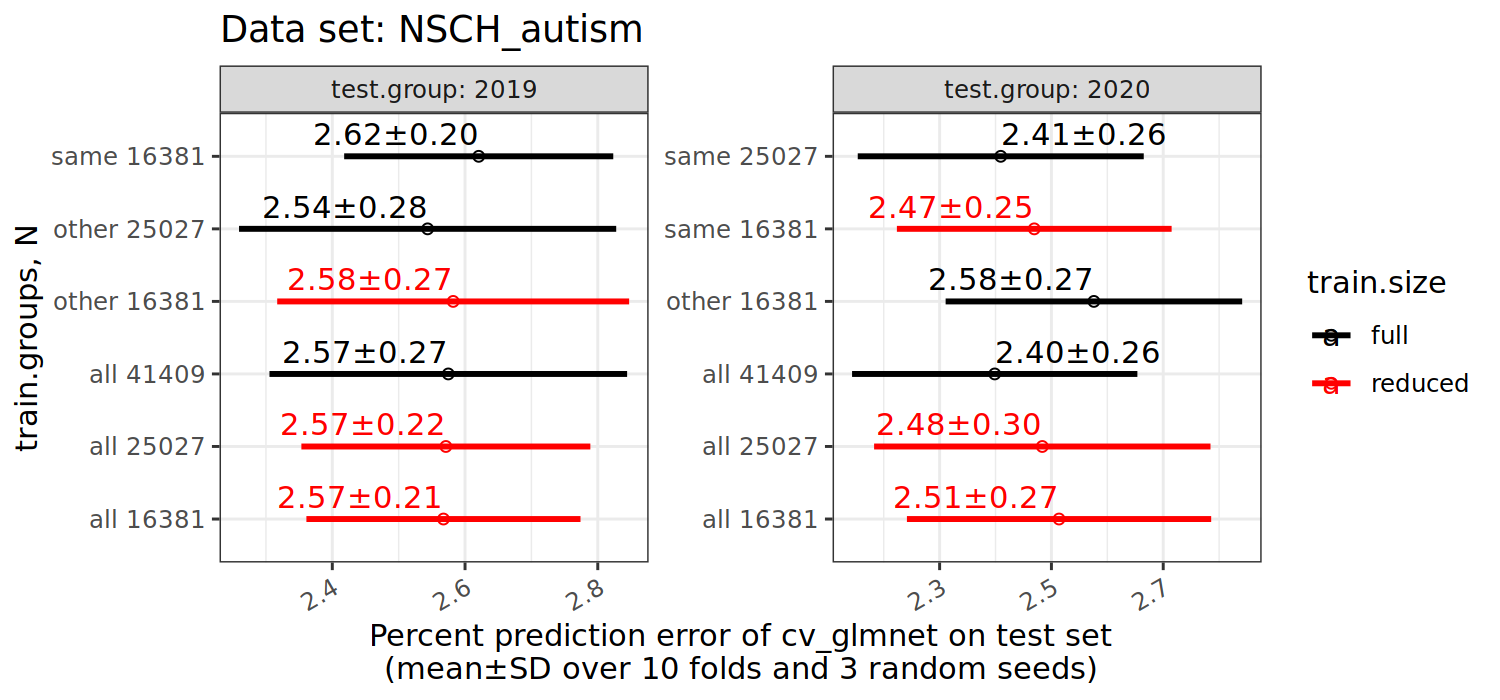 Data set: NSCH_autism
test.group: 2019
2.62±0.20
same 16381
2.54±0.28
other 25027
2.58±0.27
other 16381
2.57±0.27
all 41409
2.57±0.22
all 25027
2.57±0.21
all 16381
2.4
2.6
2.8
test.group: 2020
2.41±0.26
same 25027
2.47±0.25
same 16381
2.58±0.27
other 16381
2.40±0.26
all 41409
2.48±0.30
all 25027
2.51±0.27
all 16381
2.3
2.5
2.7
train.groups, N
Percent prediction error of cv_glmnet on test set
(mean±SD over 10 folds and 3 random seeds)
train.size
a full
a reduced